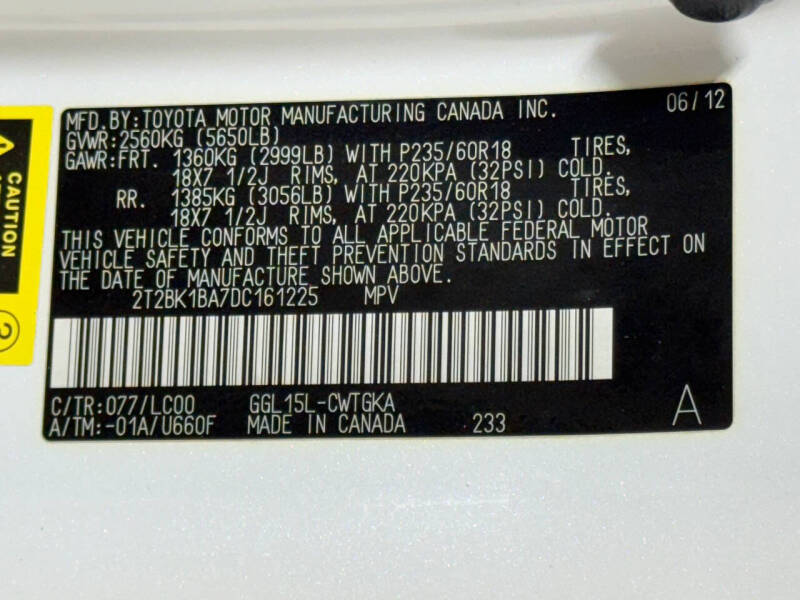 MFD.BY:TOYOTA MOTOR MANUFACTURING CANADA INC. 06/12
GVWR:2560KG (5650LB)
GAWR:FRT. 1360KG (2999LB) WITH P235/60R18 TIRES,
18X7 1/2J RIMS, AT 220KPA (32PSI) COLD.
RR. 1385KG (3056LB) WITH P235/60R18 TIRES,
18X7 1/2J RIMS, AT 220KPA (32PSI) COLD.
THIS VEHICLE CONFORMS TO ALL APPLICABLE FEDERAL MOTOR
VEHICLE SAFETY AND THEFT PREVENTION STANDARDS IN EFFECT ON
THE DATE OF MANUFACTURE SHOWN ABOVE.
2T2BK1BA7DC161225 MPV
C/TR:077/LC00 GGL15L-CWTGKA
A/TM:-01A/U660F MADE IN CANADA 233
A
CAUTION
2